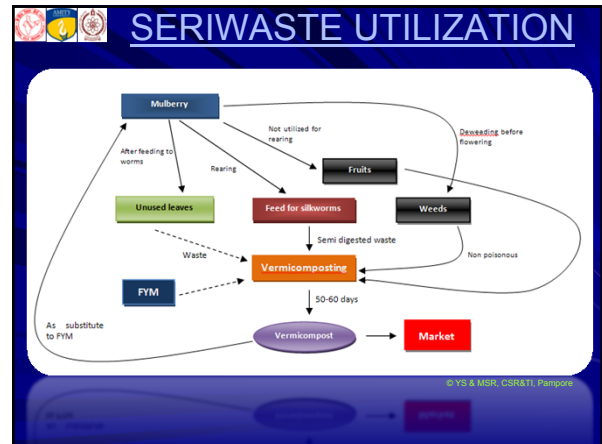 AMITY
SERIWASTE UTILIZATION
Mulberry
Not utilized for
rearing
Deweeding before
flowering
After feeding to
worms
Rearing
Fruits
Unused leaves
Feed for silkworms
Weeds
Semi digested waste
Waste
Non poisonous
Vermicomposting
FYM
50-60 days
As substitute
to FYM
Vermicompost
Market
© YS & MSR, CSR&TI, Pampore